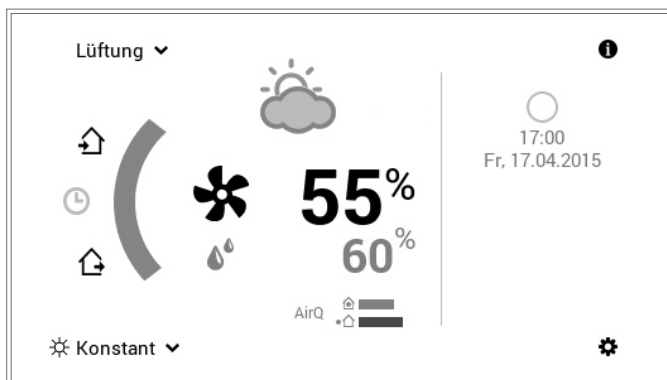 Lüftung
17:00
Fr, 17.04.2015
55%
60%
AirQ
Konstant